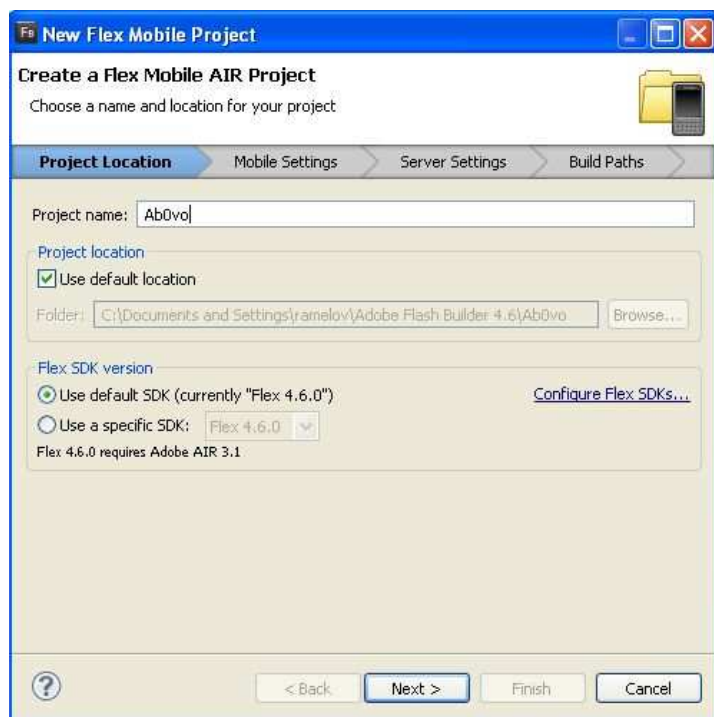 Fb New Flex Mobile Project
Create a Flex Mobile AIR Project
Choose a name and location for your project
Project Location Mobile Settings Server Settings Build Paths
Project name: Ab0vo
Project location
Use default location
Folder: C:\Documents and Settings\ramelov\Adobe Flash Builder 4.6\Ab0vo Browse...
Flex SDK version
Use default SDK (currently "Flex 4.6.0") Configure Flex SDKs...
Use a specific SDK: Flex 4.6.0
Flex 4.6.0 requires Adobe AIR 3.1
? < Back Next > Finish Cancel